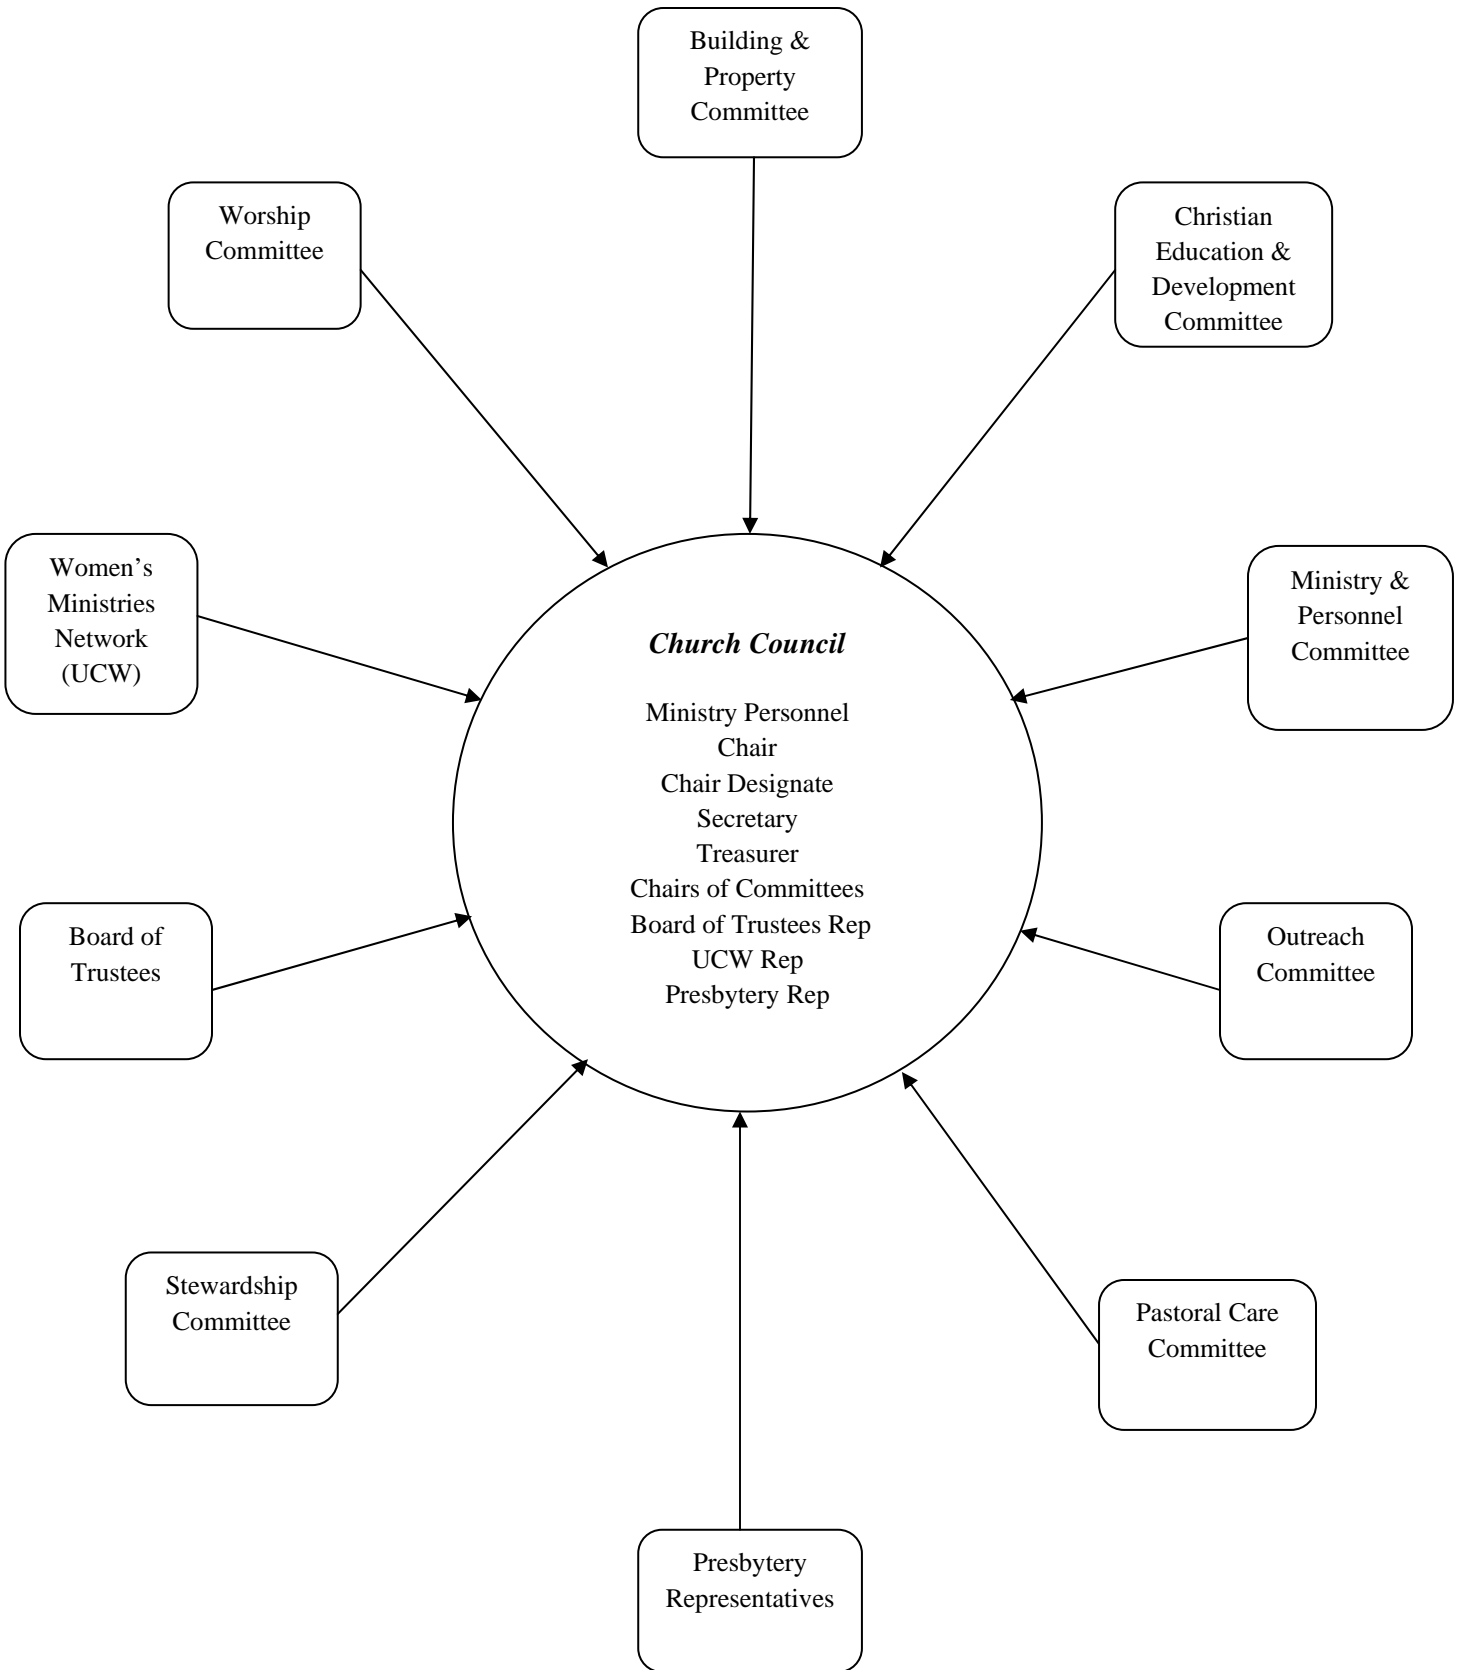 Building &
Property
Committee
Worship
Committee
Christian
Education &
Development
Committee
Women’s
Ministries
Network
(UCW)
Ministry &
Personnel
Committee
Church Council
Ministry Personnel
Chair
Chair Designate
Secretary
Treasurer
Chairs of Committees
Board of Trustees Rep
UCW Rep
Presbytery Rep
Board of
Trustees
Outreach
Committee
Stewardship
Committee
Pastoral Care
Committee
Presbytery
Representatives